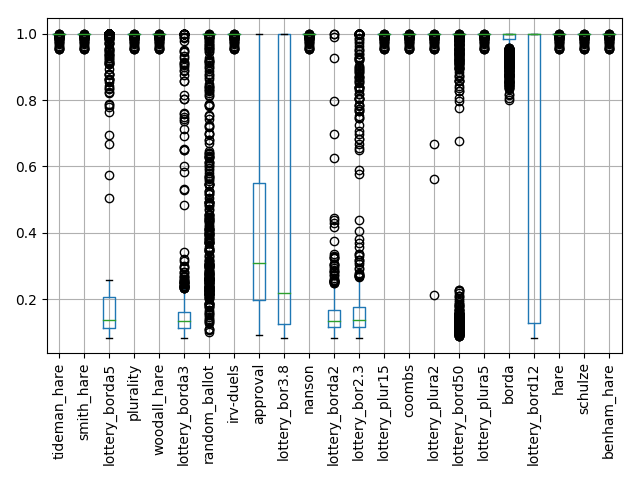 1.0
0.8
0.6
0.4
0.2
tideman_hare
smith_hare
lottery_borda5
plurality
woodall_hare
lottery_borda3
random_ballot
irv-duels
approval
lottery_bor3.8
nanson
lottery_borda2
lottery_bor2.3
lottery_plur15
coombs
lottery_plura2
lottery_bord50
lottery_plura5
borda
lottery_bord12
hare
schulze
benham_hare